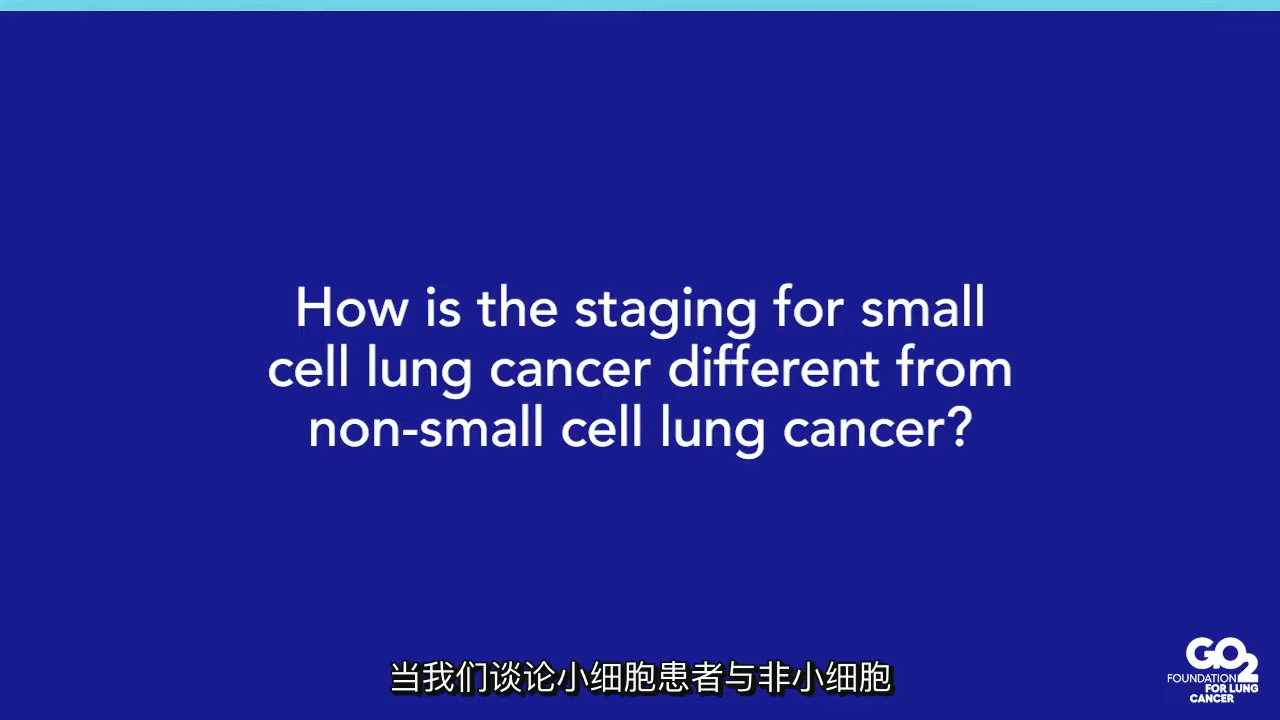 How is the staging for small
cell lung cancer different from
non-small cell lung cancer?
当我们谈论小细胞患者与非小细胞
GO2
FOUNDATION
FOR LUNG
CANCER